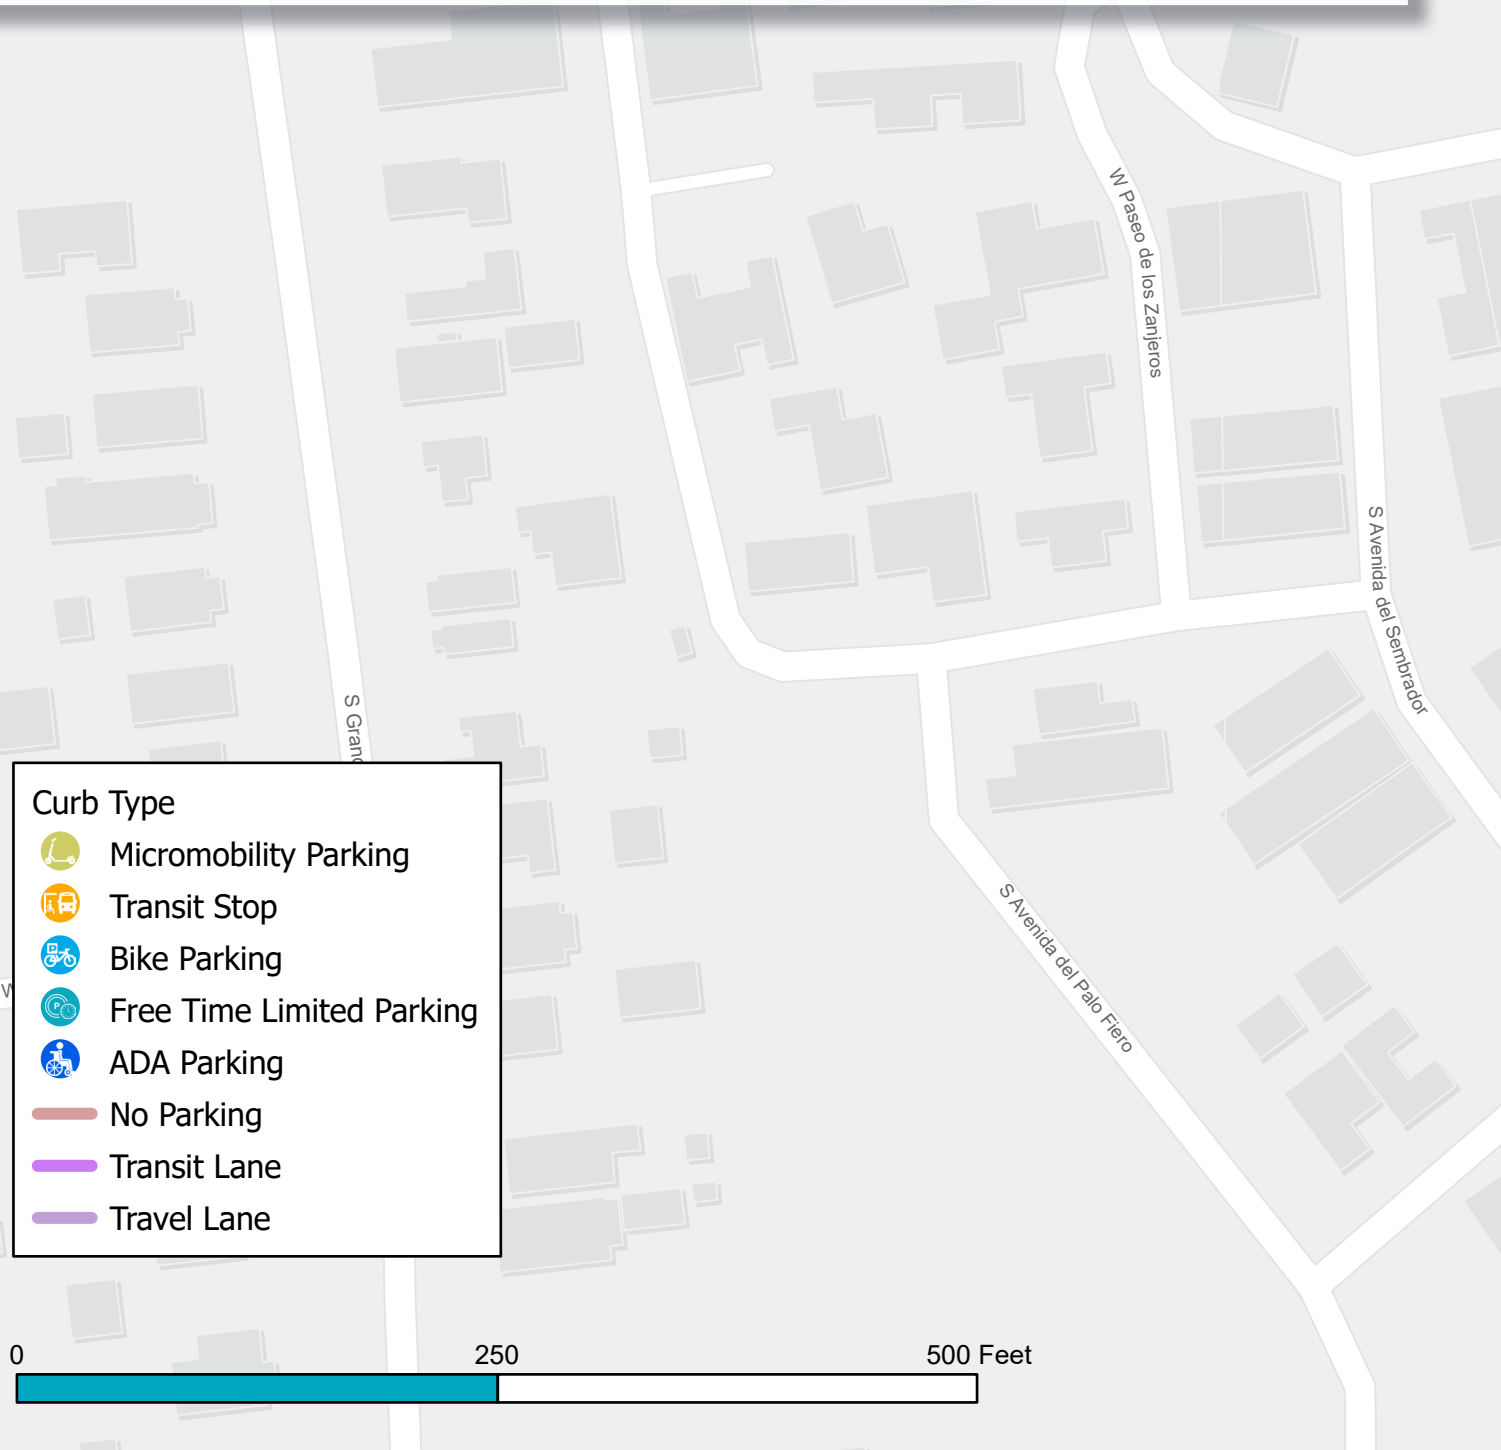 W Paseo de los Zanjeros
S Avenida del Sembrador
S Avenida del Palo Fiero
Curb Type
Micromobility Parking
Transit Stop
Bike Parking
Free Time Limited Parking
ADA Parking
No Parking
Transit Lane
Travel Lane
0 250 500 Feet